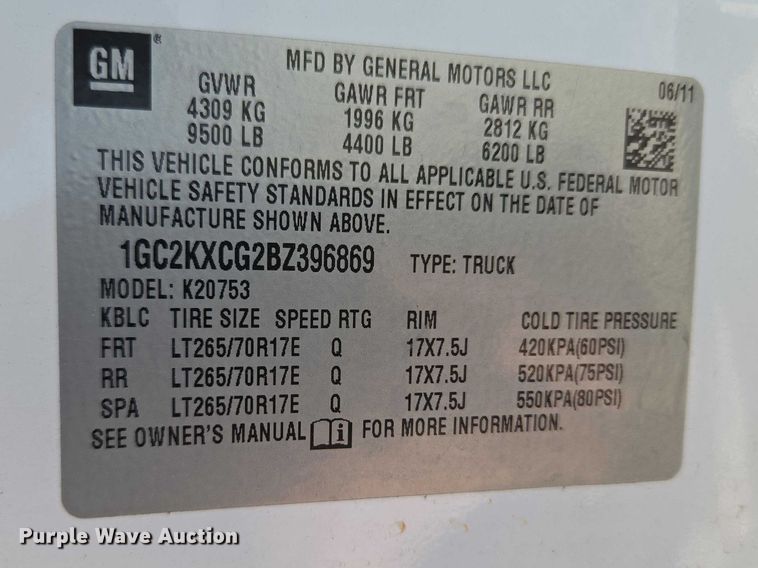 GM®
MFD BY GENERAL MOTORS LLC
06/11
GVWR GAWR FRT GAWR RR
4309 KG 1996 KG 2812 KG
9500 LB 4400 LB 6200 LB
THIS VEHICLE CONFORMS TO ALL APPLICABLE U.S. FEDERAL MOTOR
VEHICLE SAFETY STANDARDS IN EFFECT ON THE DATE OF
MANUFACTURE SHOWN ABOVE.
1GC2KXCG2BZ396869 TYPE: TRUCK
MODEL: K20753
KBLC TIRE SIZE SPEED RTG RIM COLD TIRE PRESSURE
FRT LT265/70R17E Q 17X7.5J 420KPA(60PSI)
RR LT265/70R17E Q 17X7.5J 520KPA(75PSI)
SPA LT265/70R17E Q 17X7.5J 550KPA(80PSI)
SEE OWNER'S MANUAL i FOR MORE INFORMATION.
Purple Wave Auction